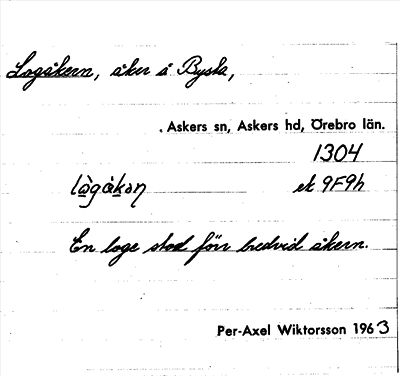 Logåkern, åker å Bysta,
Askers sn, Askers hd, Örebro län.
1304
lògåkəṇ ek 9F9h
En loge stod förr bredvid åkern.
Per-Axel Wiktorsson 1963